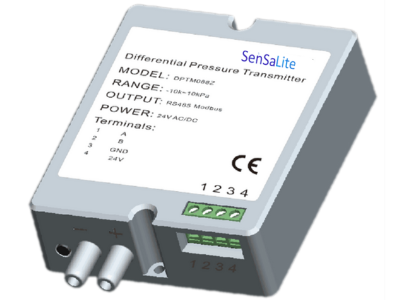 SenSaLite
Differential Pressure Transmitter
MODEL: DPTM088Z
RANGE: -10k~10kPa
OUTPUT: RS485 Modbus
POWER: 24VAC/DC
Terminals:
1 A
2 B
3 GND
4 24V
CE
1 2 3 4
- +
1 2 3 4